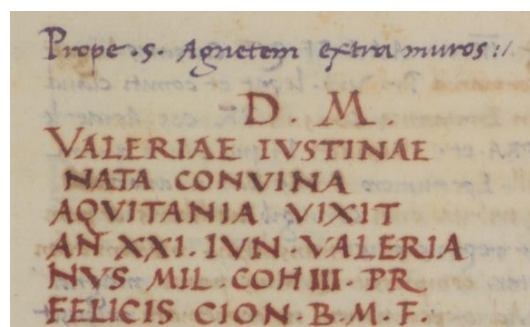 Prope .S. Agnetem extra muros:/
D M
VALERIAE IVSTINAE
NATA CONVINA
AQVITANIA VIXIT
AN XXI. IVN. VALERIA
NVS MIL COH III. PR
FELICIS CION. B. M. F.